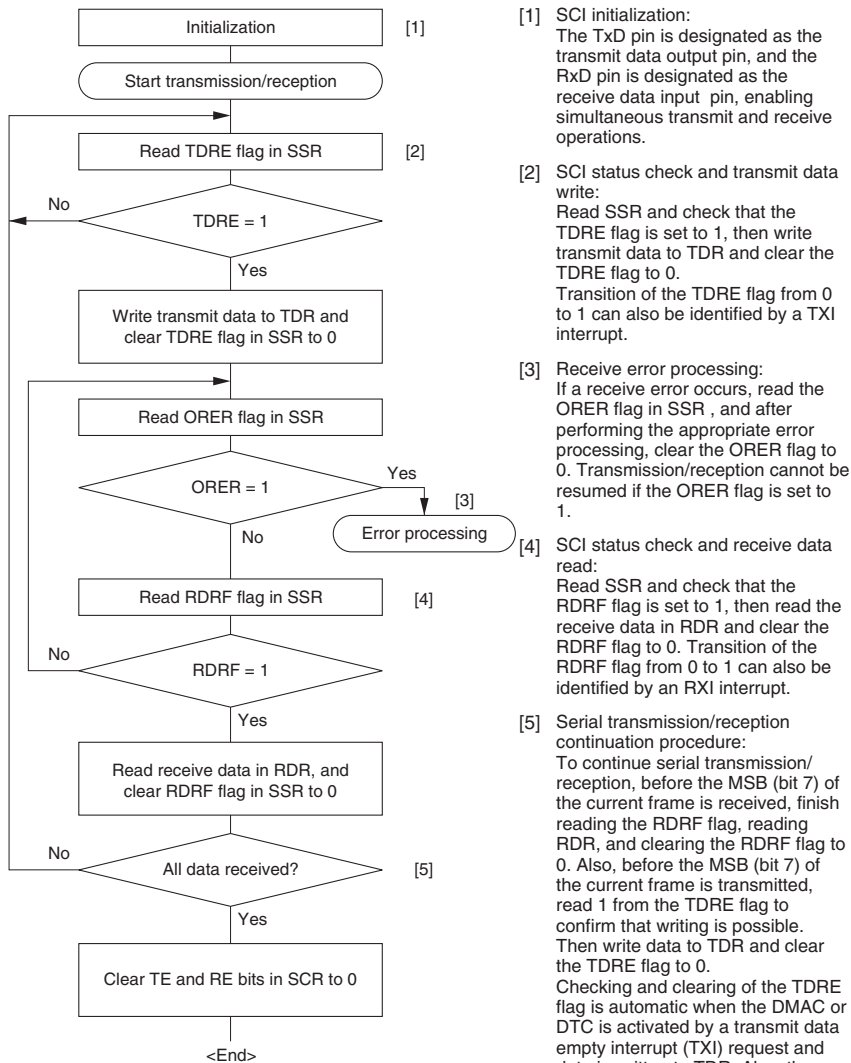 Initialization
[1]
Start transmission/reception
Read TDRE flag in SSR
[2]
No
TDRE = 1
Yes
Write transmit data to TDR and
clear TDRE flag in SSR to 0
Read ORER flag in SSR
ORER = 1
Yes
[3]
Error processing
No
Read RDRF flag in SSR
[4]
No
RDRF = 1
Yes
Read receive data in RDR, and
clear RDRF flag in SSR to 0
No
All data received?
[5]
Yes
Clear TE and RE bits in SCR to 0
<End>
[1] SCI initialization:
The TxD pin is designated as the
transmit data output pin, and the
RxD pin is designated as the
receive data input pin, enabling
simultaneous transmit and receive
operations.
[2] SCI status check and transmit data
write:
Read SSR and check that the
TDRE flag is set to 1, then write
transmit data to TDR and clear the
TDRE flag to 0.
Transition of the TDRE flag from 0
to 1 can also be identified by a TXI
interrupt.
[3] Receive error processing:
If a receive error occurs, read the
ORER flag in SSR , and after
performing the appropriate error
processing, clear the ORER flag to
0. Transmission/reception cannot be
resumed if the ORER flag is set to
1.
[4] SCI status check and receive data
read:
Read SSR and check that the
RDRF flag is set to 1, then read the
receive data in RDR and clear the
RDRF flag to 0. Transition of the
RDRF flag from 0 to 1 can also be
identified by an RXI interrupt.
[5] Serial transmission/reception
continuation procedure:
To continue serial transmission/
reception, before the MSB (bit 7) of
the current frame is received, finish
reading the RDRF flag, reading
RDR, and clearing the RDRF flag to
0. Also, before the MSB (bit 7) of
the current frame is transmitted,
read 1 from the TDRE flag to
confirm that writing is possible.
Then write data to TDR and clear
the TDRE flag to 0.
Checking and clearing of the TDRE
flag is automatic when the DMAC or
DTC is activated by a transmit data
empty interrupt (TXI) request and